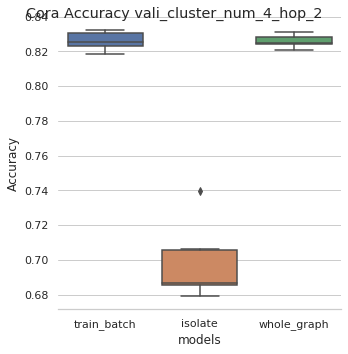 Cora Accuracy vali_cluster_num_4_hop_2
0.84
0.82
0.80
0.78
0.76
0.74
0.72
0.70
0.68
Accuracy
train_batch isolate whole_graph
models